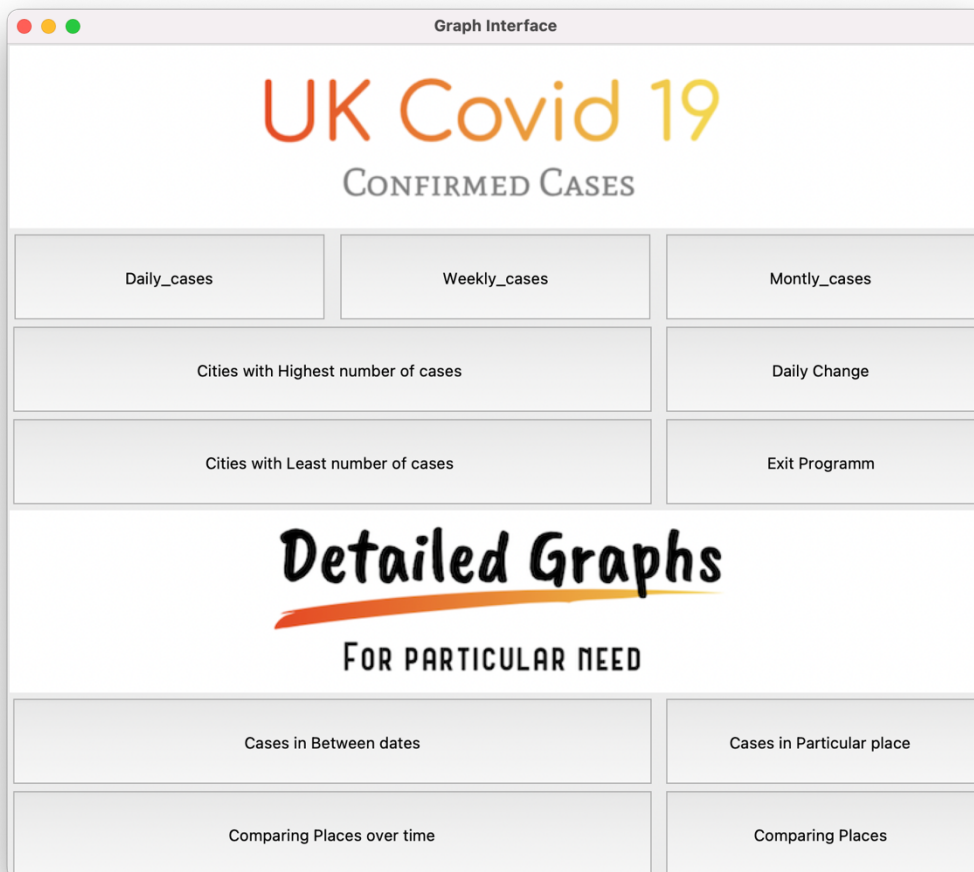 Graph Interface
UK Covid 19
CONFIRMED CASES
Daily_cases
Weekly_cases
Montly_cases
Cities with Highest number of cases
Daily Change
Cities with Least number of cases
Exit Programm
Detailed Graphs
FOR PARTICULAR NEED
Cases in Between dates
Cases in Particular place
Comparing Places over time
Comparing Places